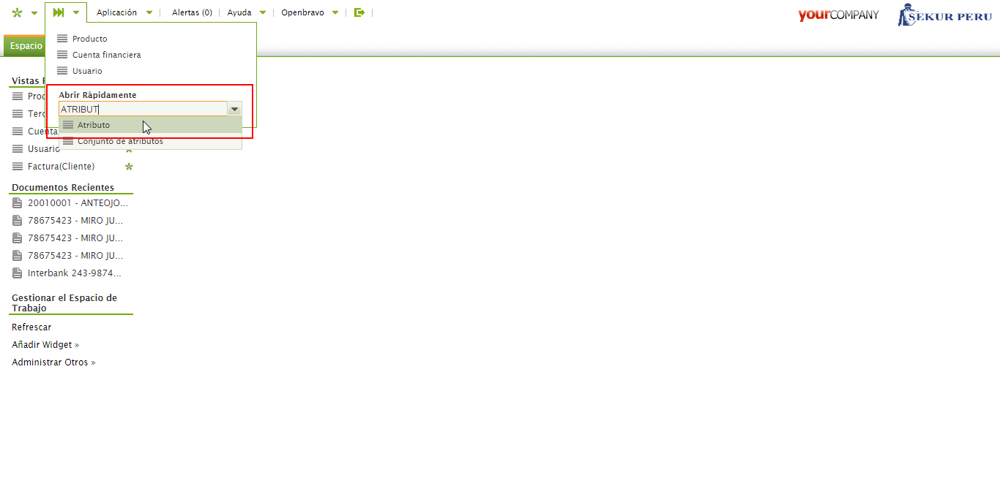 Aplicación
Alertas (0)
Ayuda
Openbravo
yourCOMPANY
SEKUR PERU
Producto
Cuenta financiera
Usuario
Espacio
Abrir Rápidamente
ATRIBUT
Atributo
Conjunto de atributos
Vistas
Cuenta
Usuario
Factura(Cliente)
Documentos Recientes
20010001 - ANTEOJO...
78675423 - MIRO JU...
78675423 - MIRO JU...
78675423 - MIRO JU...
Interbank 243-9874...
Gestionar el Espacio de
Trabajo
Refrescar
Añadir Widget »
Administrar Otros »